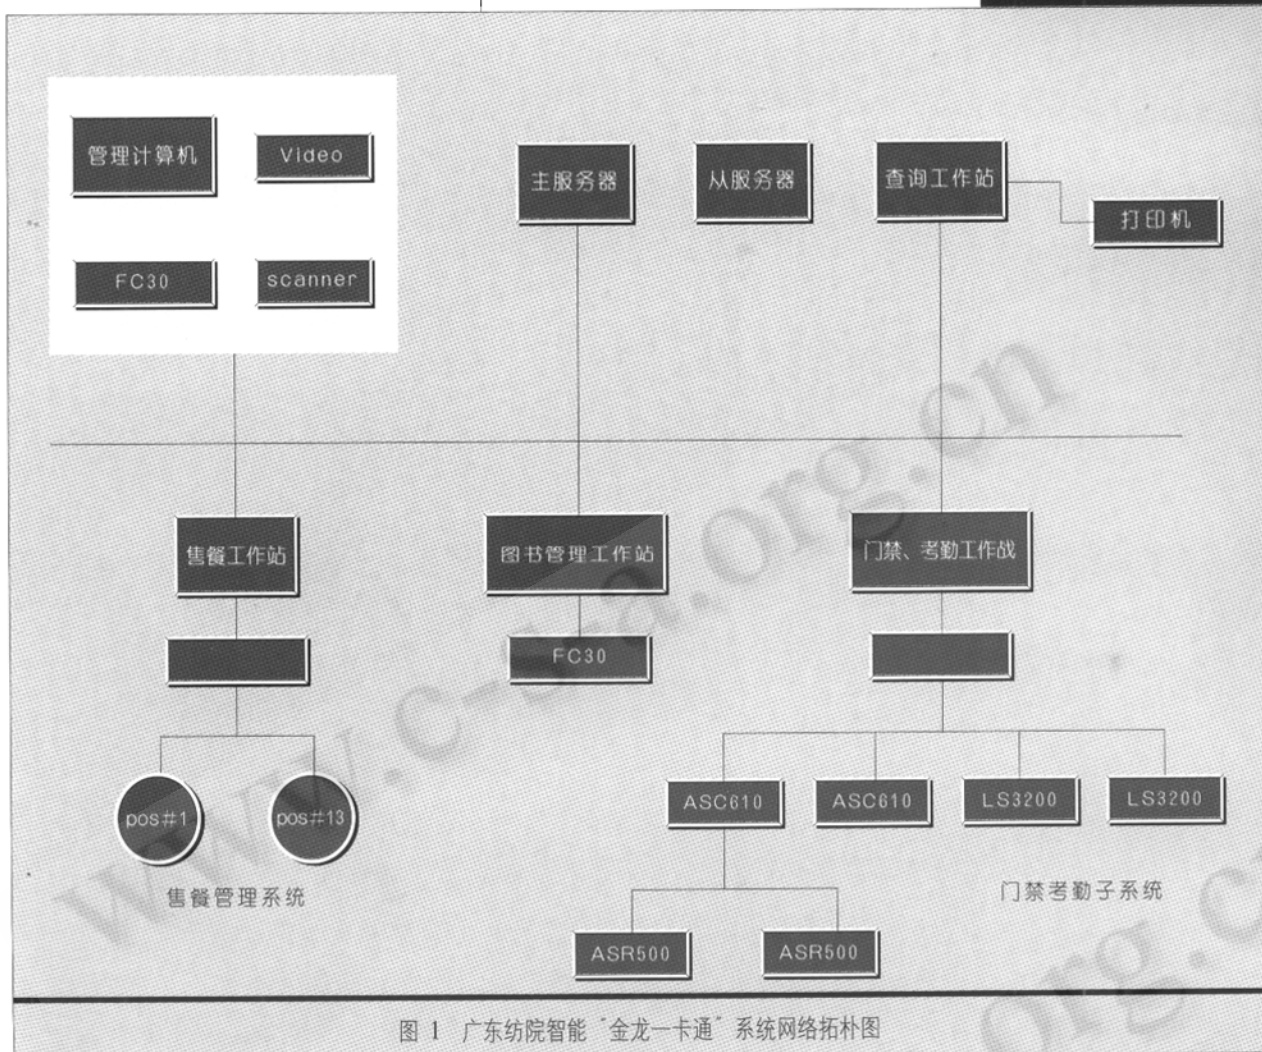 管理计算机
Video
主服务器
从服务器
查询工作站
打印机
FC30
scanner
售餐工作站
图书管理工作站
门禁、考勤工作战
FC30
pos#1
pos#13
ASC610
ASC610
LS3200
LS3200
售餐管理系统
门禁考勤子系统
ASR500
ASR500
图 1 广东纺院智能“金龙一卡通”系统网络拓朴图
www.c-s-a.org.cn
org.cn